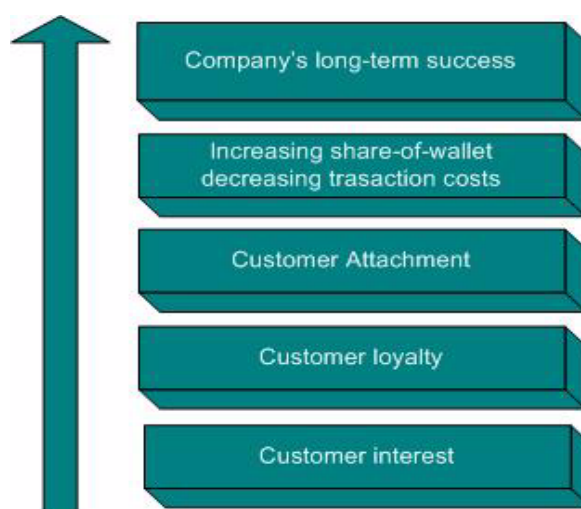 Company's long-term success
Increasing share-of-wallet
decreasing trasaction costs
Customer Attachment
Customer loyalty
Customer interest